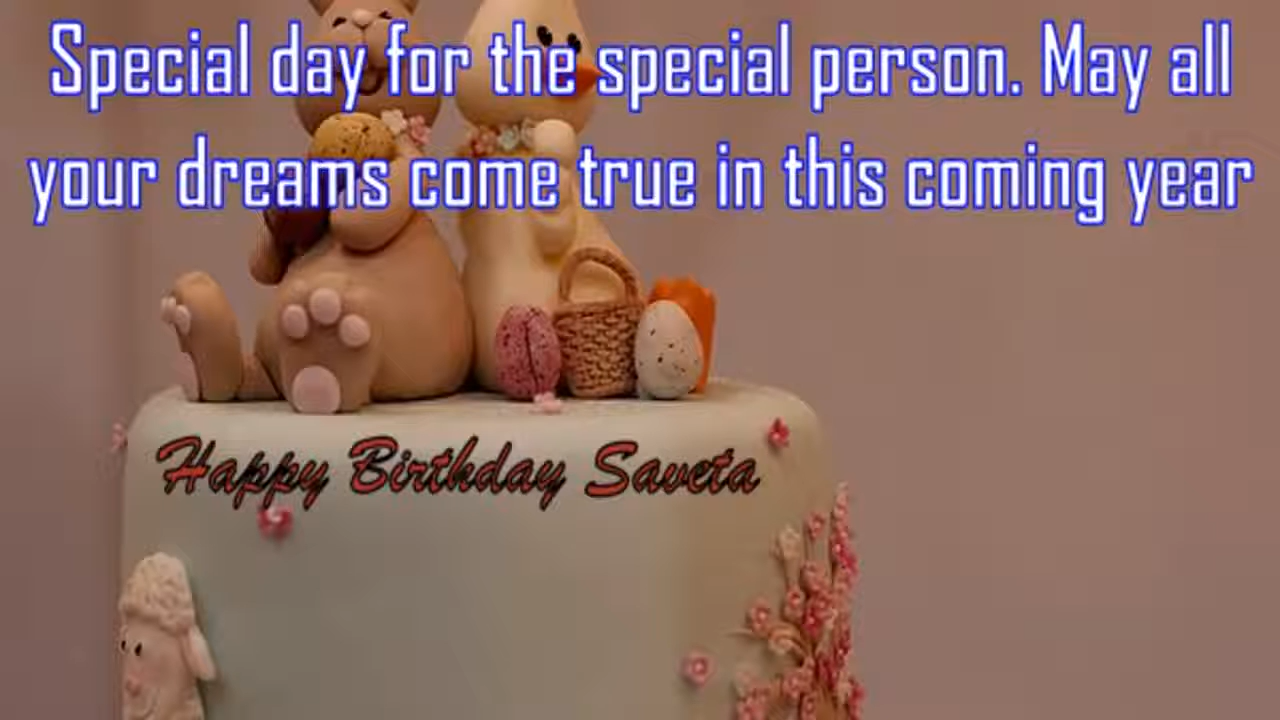 Special day for the special person. May all
your dreams come true in this coming year
Happy Birthday Saveta